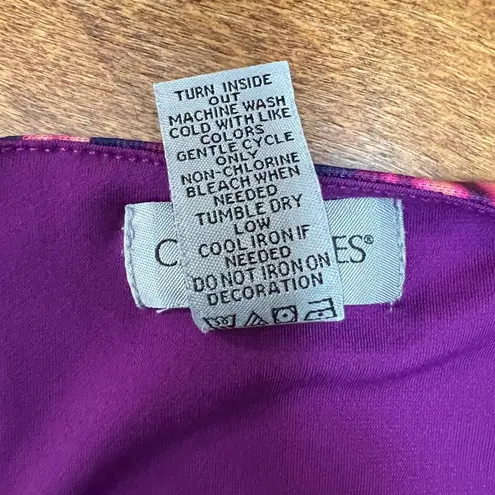 TURN INSIDE
OUT
MACHINE WASH
COLD WITH LIKE
COLORS
GENTLE CYCLE
ONLY
NON-CHLORINE
BLEACH WHEN
NEEDED
TUMBLE DRY
LOW
COOL IRON IF
NEEDED
DO NOT IRON ON
DECORATION
C ES®